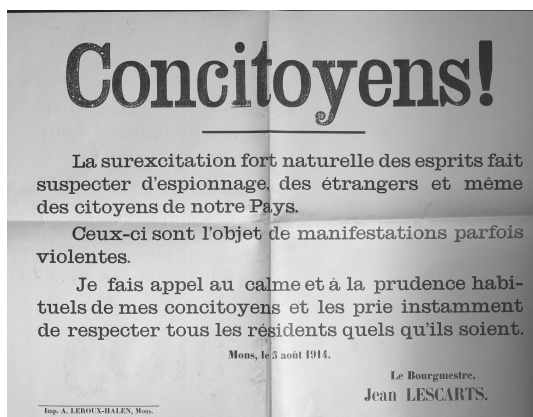 Concitoyens!
La surexcitation fort naturelle des esprits fait
suspecter d'espionnage, des étrangers et même
des citoyens de notre Pays.
Ceux-ci sont l'objet de manifestations parfois
violentes.
Je fais appel au calme et à la prudence habi-
tuels de mes concitoyens et les prie instamment
de respecter tous les résidents quels qu'ils soient.
Mons, le 3 août 1914.
Le Bourgmestre,
Jean LESCARTS.
Imp. A. LEROUX-HALEN, Mons.